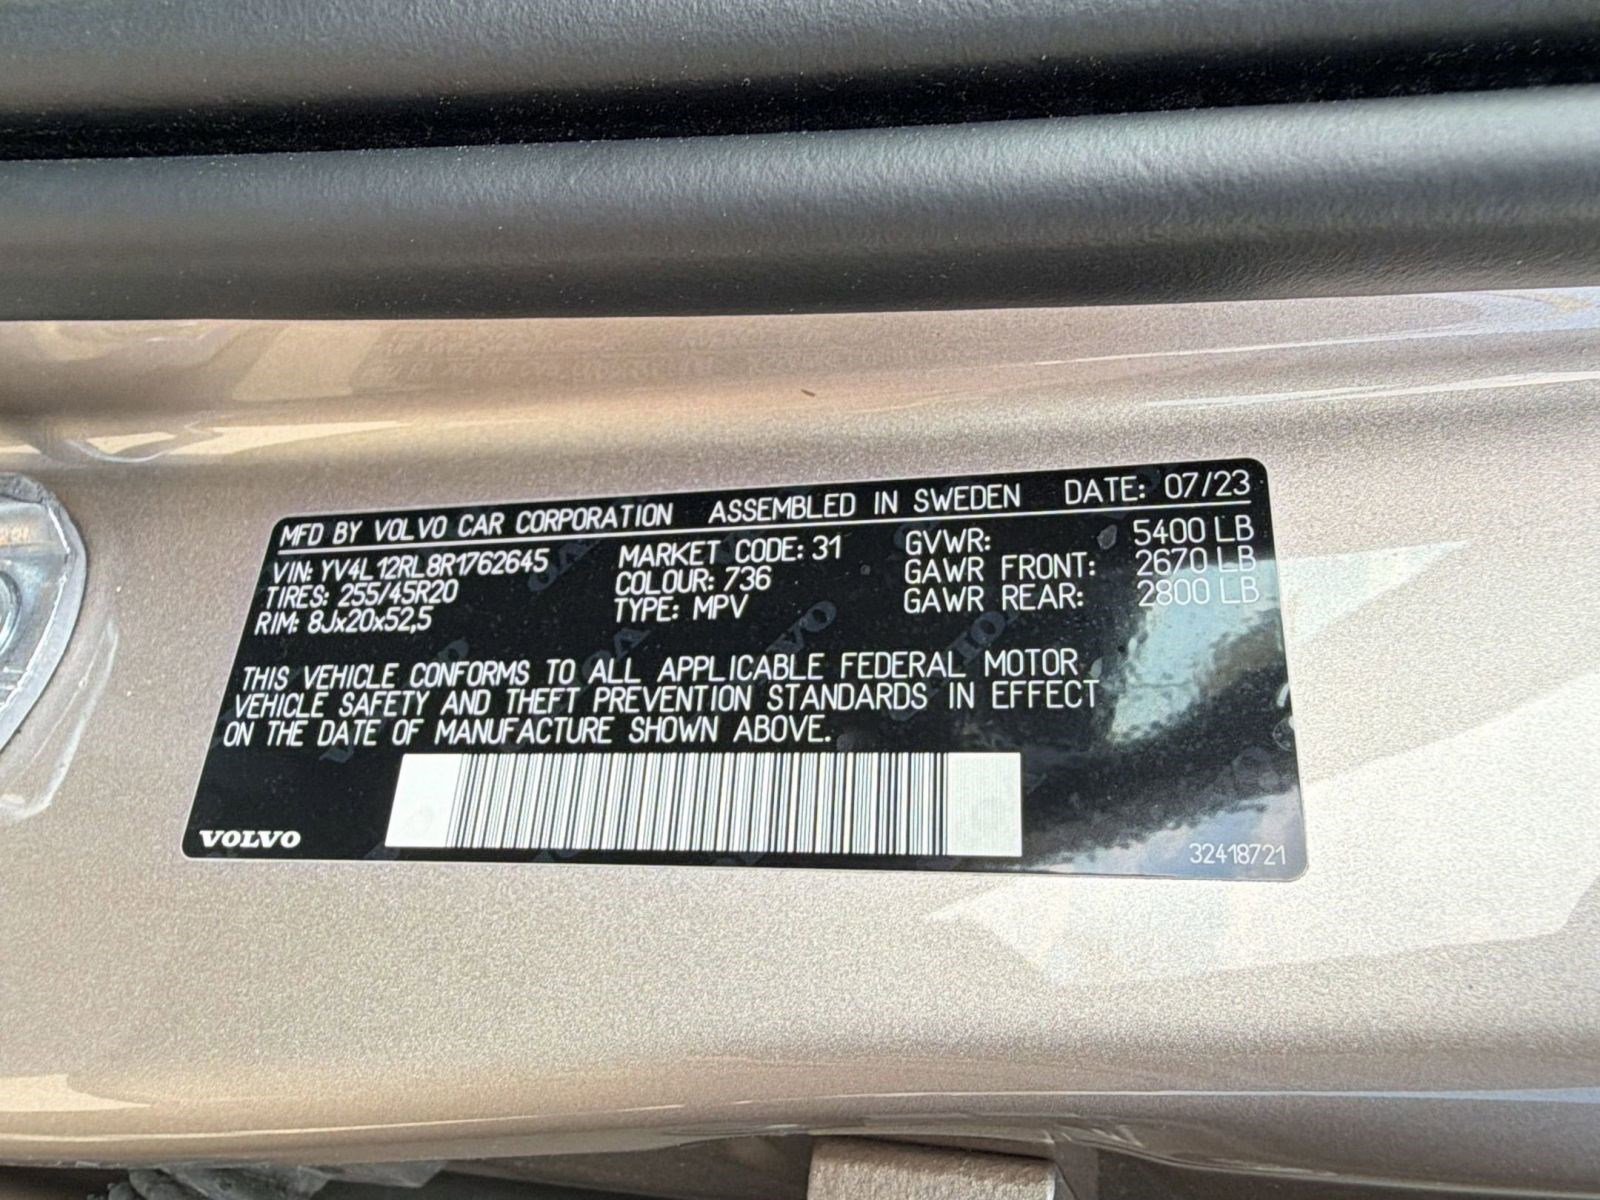 MFD BY VOLVO CAR CORPORATION ASSEMBLED IN SWEDEN DATE: 07/23
VIN: YV4L12RL8R1762645 MARKET CODE: 31 GVWR: 5400 LB
TIRES: 255/45R20 COLOUR: 736 GAWR FRONT: 2670 LB
RIM: 8Jx20x52,5 TYPE: MPV GAWR REAR: 2800 LB
THIS VEHICLE CONFORMS TO ALL APPLICABLE FEDERAL MOTOR
VEHICLE SAFETY AND THEFT PREVENTION STANDARDS IN EFFECT
ON THE DATE OF MANUFACTURE SHOWN ABOVE.
VOLVO
32418721